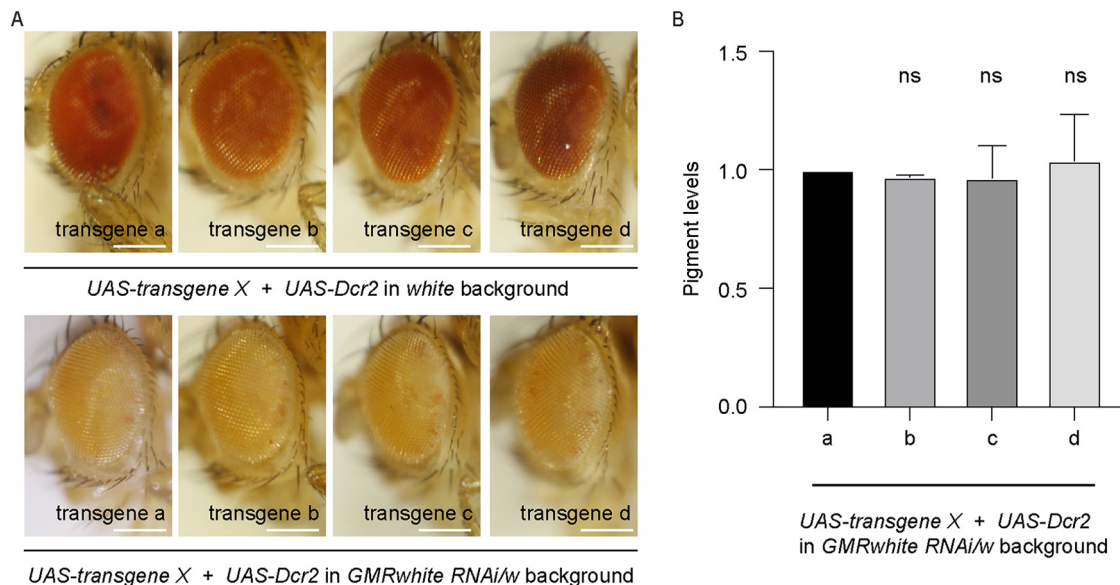 A
transgene a
transgene b
transgene c
transgene d
UAS-transgene X + UAS-Dcr2 in white background
transgene a
transgene b
transgene c
transgene d
UAS-transgene X + UAS-Dcr2 in GMRwhite RNAi/w background
B
Pigment levels
1.5
1.0
0.5
0.0
ns
ns
ns
a
b
c
d
UAS-transgene X + UAS-Dcr2
in GMRwhite RNAi/w background